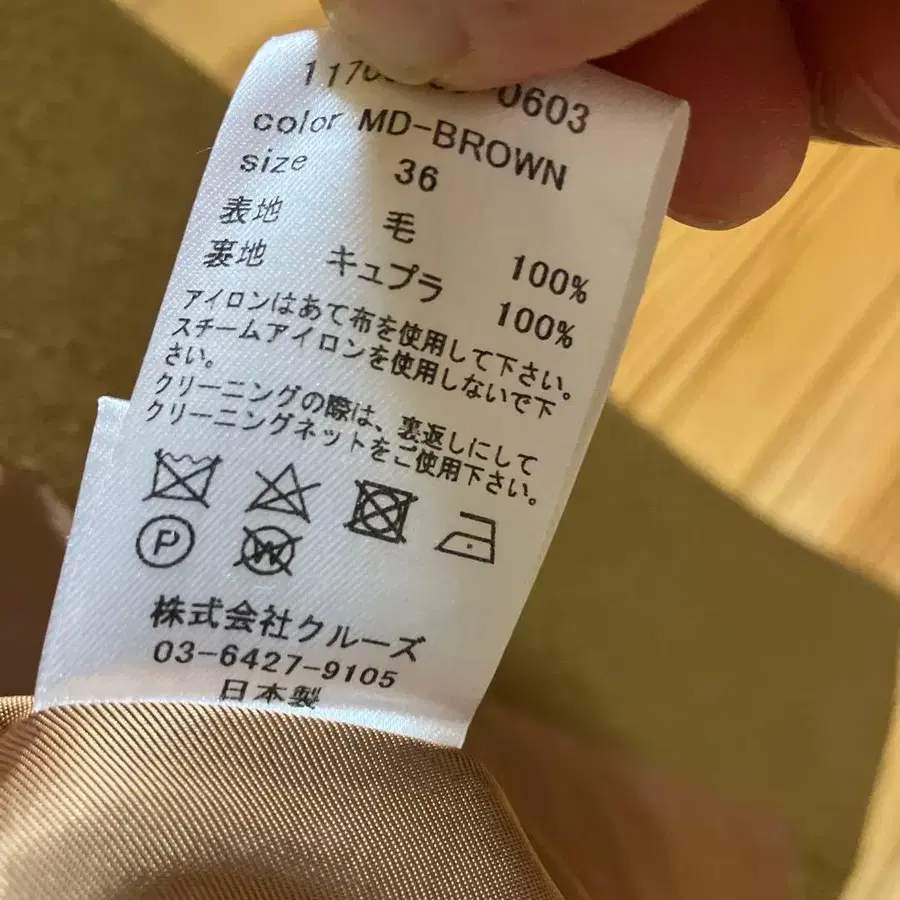 0603
color MD-BROWN
size 36
表地 毛 100%
裏地 キュプラ 100%
アイロンはあて布を使用して下さい。
スチームアイロンを使用しないで下
さい。
クリーニングの際は、裏返しにして
クリーニングネットをご使用下さい。
P W
株式会社クルーズ
03-6427-9105
日本製